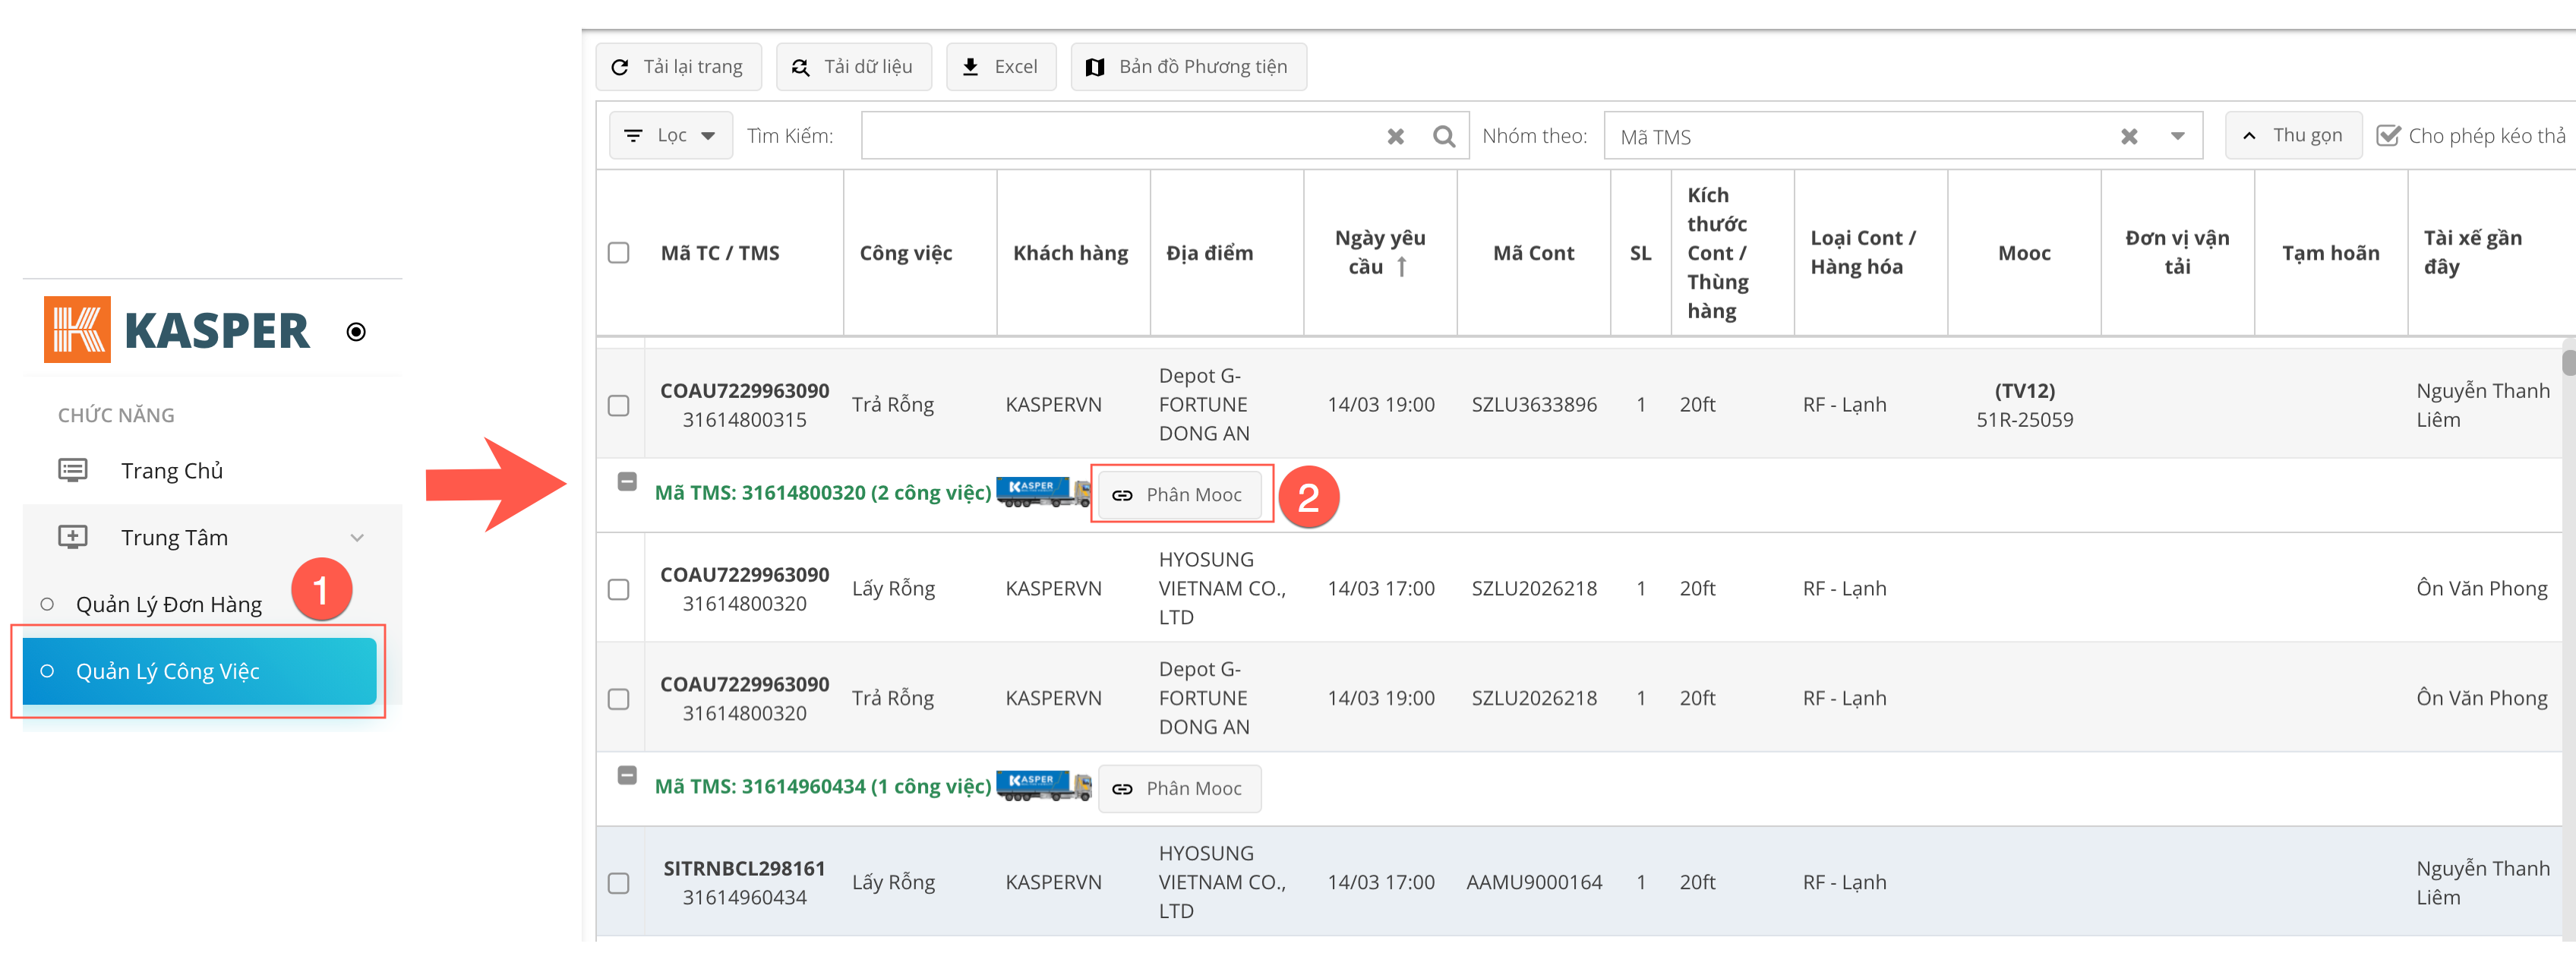 KASPER
CHỨC NĂNG
Trang Chủ
Trung Tâm
1
Quản Lý Đơn Hàng
Quản Lý Công Việc
Tải lại trang
Tải dữ liệu
Excel
Bản đồ Phương tiện
Lọc
Tìm Kiếm:
Nhóm theo:
Mã TMS
Thu gọn
Cho phép kéo thả
Mã TC / TMS
Công việc
Khách hàng
Địa điểm
Ngày yêu
cầu ↑
Mã Cont
SL
Kích
thước
Cont /
Thùng
hàng
Loại Cont /
Hàng hóa
Mooc
Đơn vị vận
tải
Tạm hoãn
Tài xế gần
đây
COAU7229963090
31614800315
Trả Rỗng
KASPERVN
Depot G-
FORTUNE
DONG AN
14/03 19:00
SZLU3633896
1
20ft
RF - Lạnh
(TV12)
51R-25059
Nguyễn Thanh
Liêm
Mã TMS: 31614800320 (2 công việc)
KASPER
Phân Mooc
2
COAU7229963090
31614800320
Lấy Rỗng
KASPERVN
HYOSUNG
VIETNAM CO.,
LTD
14/03 17:00
SZLU2026218
1
20ft
RF - Lạnh
Ôn Văn Phong
COAU7229963090
31614800320
Trả Rỗng
KASPERVN
Depot G-
FORTUNE
DONG AN
14/03 19:00
SZLU2026218
1
20ft
RF - Lạnh
Ôn Văn Phong
Mã TMS: 31614960434 (1 công việc)
KASPER
Phân Mooc
SITRNBCL298161
31614960434
Lấy Rỗng
KASPERVN
HYOSUNG
VIETNAM CO.,
LTD
14/03 17:00
AAMU9000164
1
20ft
RF - Lạnh
Nguyễn Thanh
Liêm